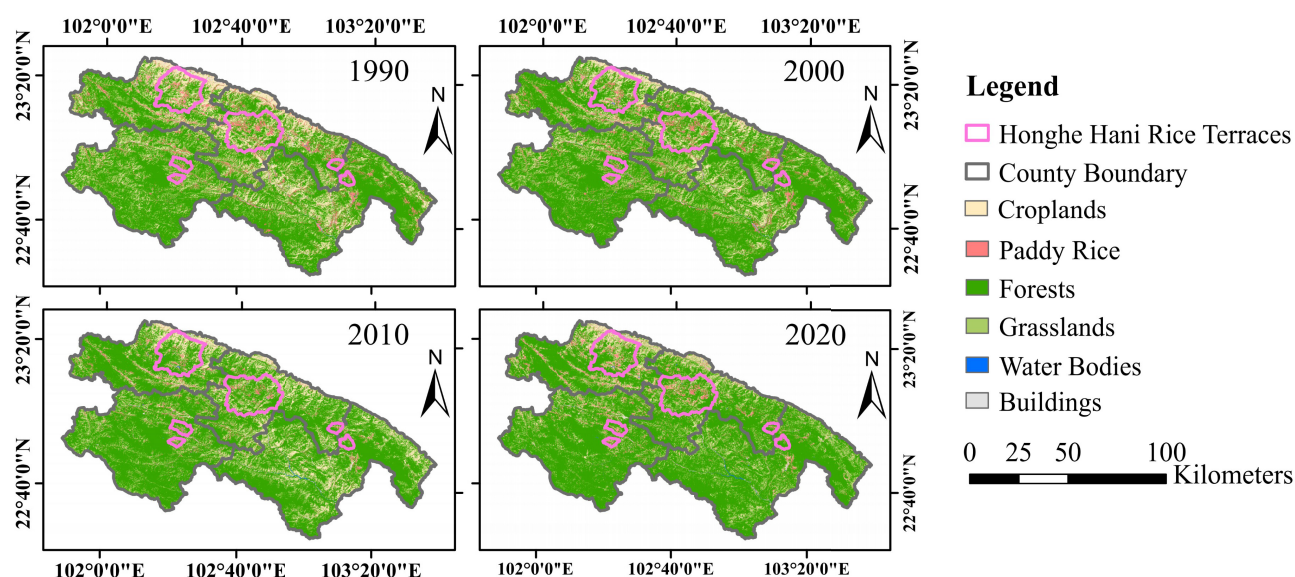 102°0'0"E 102°40'0"E 103°20'0"E 102°0'0"E 102°40'0"E 103°20'0"E
23°20'0"N
22°40'0"N
1990
N
2000
N
23°20'0"N
22°40'0"N
23°20'0"N
22°40'0"N
2010
N
2020
N
23°20'0"N
22°40'0"N
102°0'0"E 102°40'0"E 103°20'0"E 102°0'0"E 102°40'0"E 103°20'0"E
Legend
Honghe Hani Rice Terraces
County Boundary
Croplands
Paddy Rice
Forests
Grasslands
Water Bodies
Buildings
0 25 50 100
Kilometers